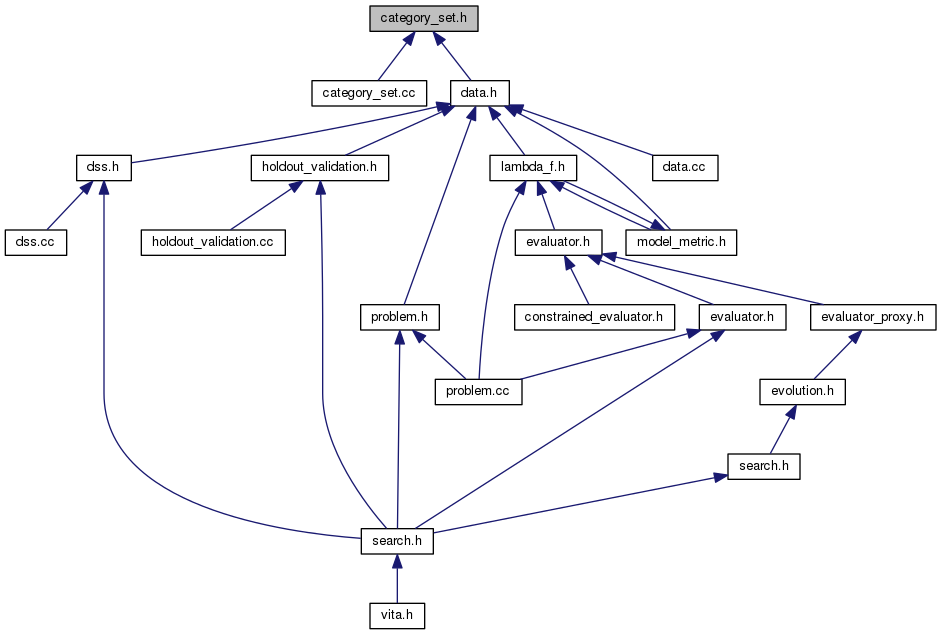 category_set.h
category_set.cc
data.h
dss.h
holdout_validation.h
lambda_f.h
data.cc
dss.cc
holdout_validation.cc
evaluator.h
model_metric.h
problem.h
constrained_evaluator.h
evaluator.h
evaluator_proxy.h
problem.cc
evolution.h
search.h
search.h
vita.h